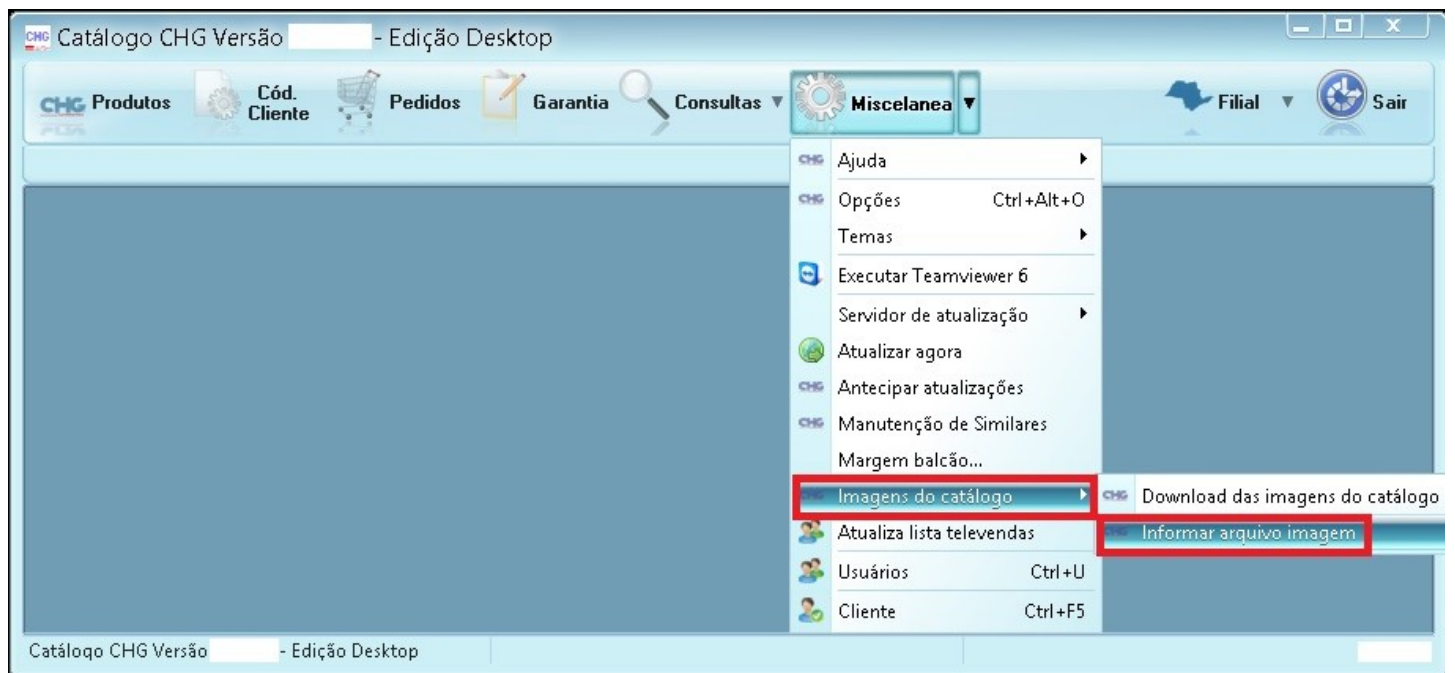 CHG Catálogo CHG Versão - Edição Desktop
CHG Produtos
Cód.
Cliente
Pedidos
Garantia
Consultas
Miscelanea
Filial
Sair
CHG Ajuda
CHG Opções Ctrl+Alt+O
Temas
Executar Teamviewer 6
Servidor de atualização
Atualizar agora
CHG Antecipar atualizações
CHG Manutenção de Similares
Margem balcão...
CHG Imagens do catálogo
CHG Download das imagens do catálogo
Atualiza lista televendas
CHG Informar arquivo imagem
Usuários Ctrl+U
Cliente Ctrl+F5
Catálogo CHG Versão - Edição Desktop